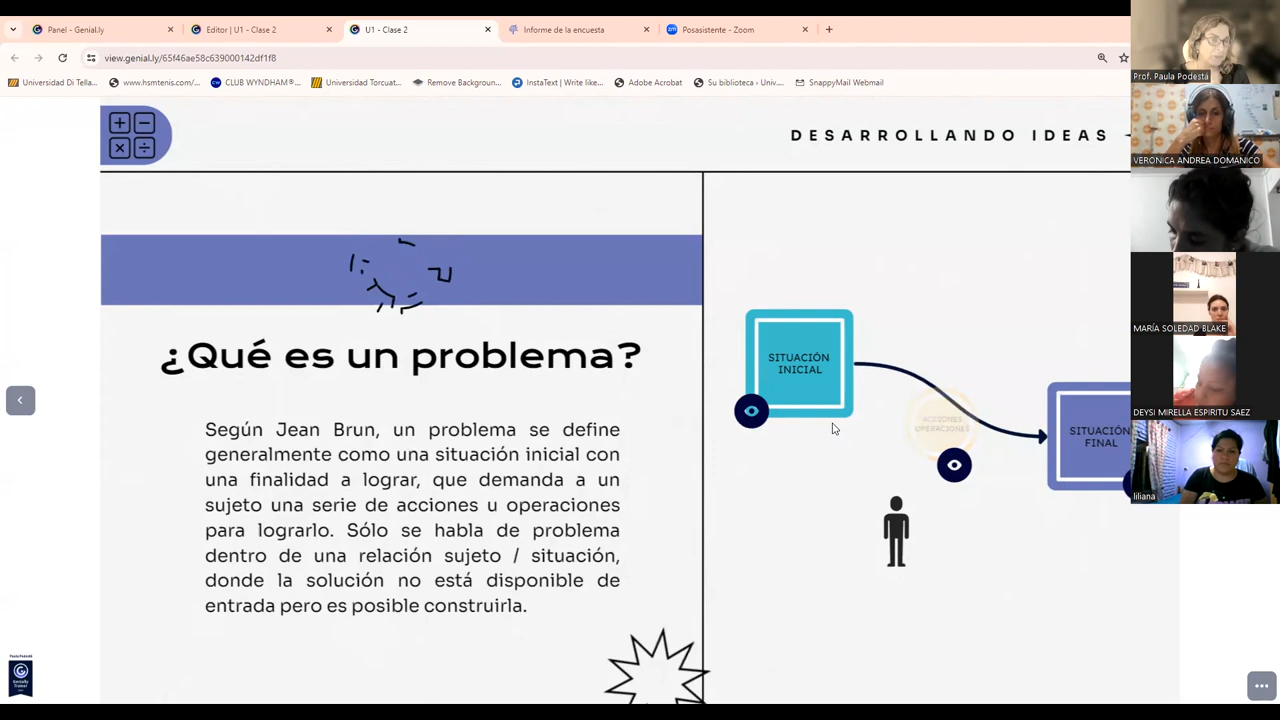 Panel - Genial.ly
Editor | U1 - Clase 2
U1 - Clase 2
Informe de la encuesta
Posasistente - Zoom
view.genial.ly/65f46ae58c639000142df1f8
Universidad Di Tella...
www.hsmtenis.com/...
CLUB WYNDHAM®...
Universidad Torcuat...
Remove Backgroun...
InstaText | Write like...
Adobe Acrobat
Su biblioteca - Univ...
SnappyMail Webmail
DESARROLLANDO IDEAS
¿Qué es un problema?
Según Jean Brun, un problema se define
generalmente como una situación inicial con
una finalidad a lograr, que demanda a un
sujeto una serie de acciones u operaciones
para lograrlo. Sólo se habla de problema
dentro de una relación sujeto / situación,
donde la solución no está disponible de
entrada pero es posible construirla.
SITUACIÓN
INICIAL
ACCIONES
OPERACIONES
SITUACIÓN
FINAL
Prof. Paula Podestá
VERONICA ANDREA DOMANICO
MARÍA SOLEDAD BLAKE
DEYSI MIRELLA ESPIRITU SAEZ
liliana
Paula Podestá